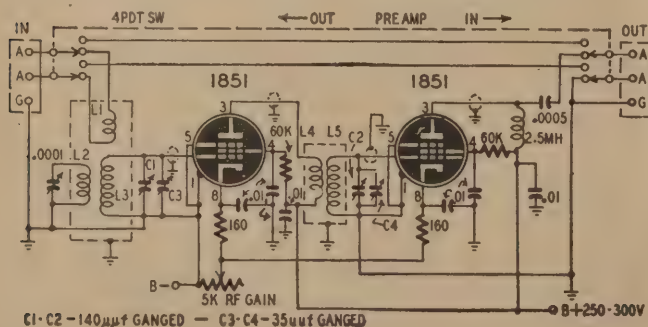 4PDT SW ←OUT PREAMP IN→
IN
OUT
A
A
G
A
A
G
L1
L2
L3
.0001
C1
C3
1851
3
5
4
8
60K
.01
.01
160
L4
L5
C2
C4
1851
3
5
4
8
60K
.01
160
.0005
2.5MH
.01
B-
5K RF GAIN
B+250-300V
C1-C2-140µµf GANGED — C3-C4-35µµf GANGED